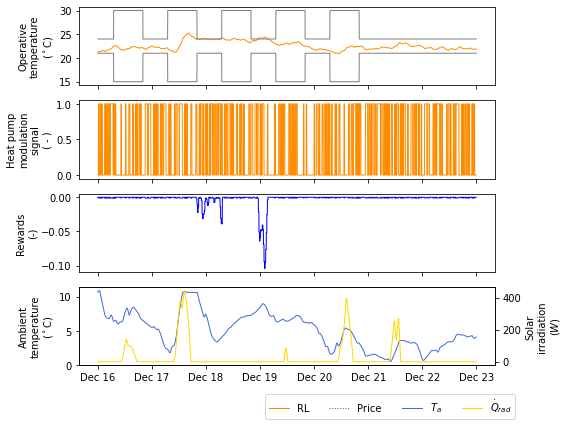 Operative
temperature
(°C)
30
25
20
15
Heat pump
modulation
signal
( - )
1.0
0.5
0.0
Rewards
(-)
0.00
−0.05
−0.10
Ambient
temperature
(°C)
10
5
0
400
200
0
Solar
irradiation
(W)
Dec 16 Dec 17 Dec 18 Dec 19 Dec 20 Dec 21 Dec 22 Dec 23
RL Price Tₐ Q̇rad